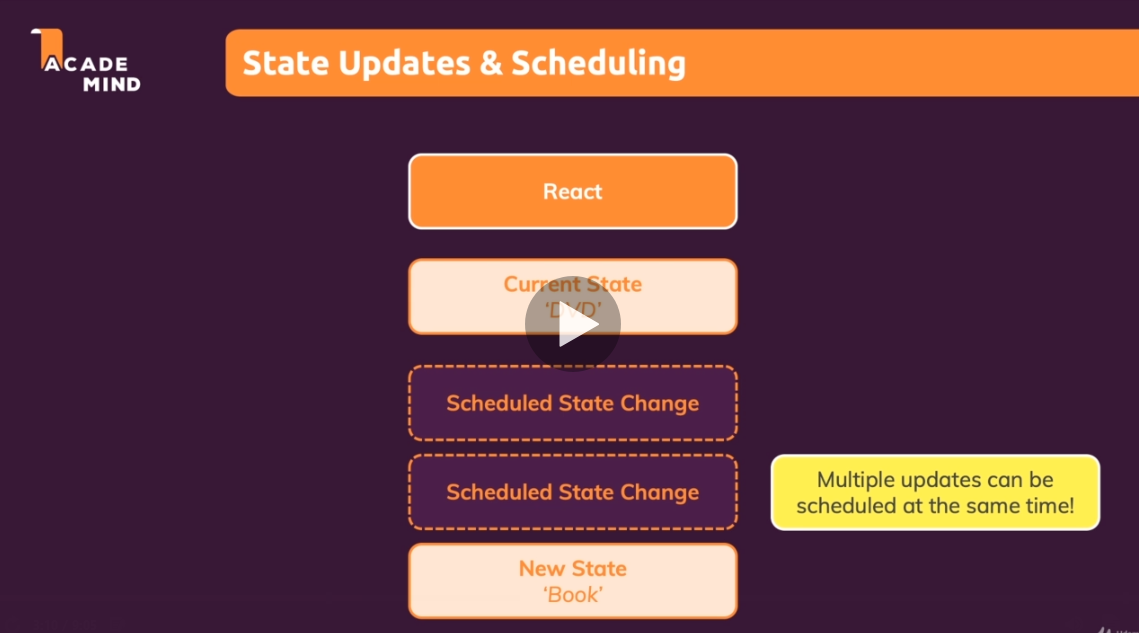 ACADE
MIND
State Updates & Scheduling
React
Current State
‘DVD’
Scheduled State Change
Scheduled State Change
Multiple updates can be
scheduled at the same time!
New State
‘Book’